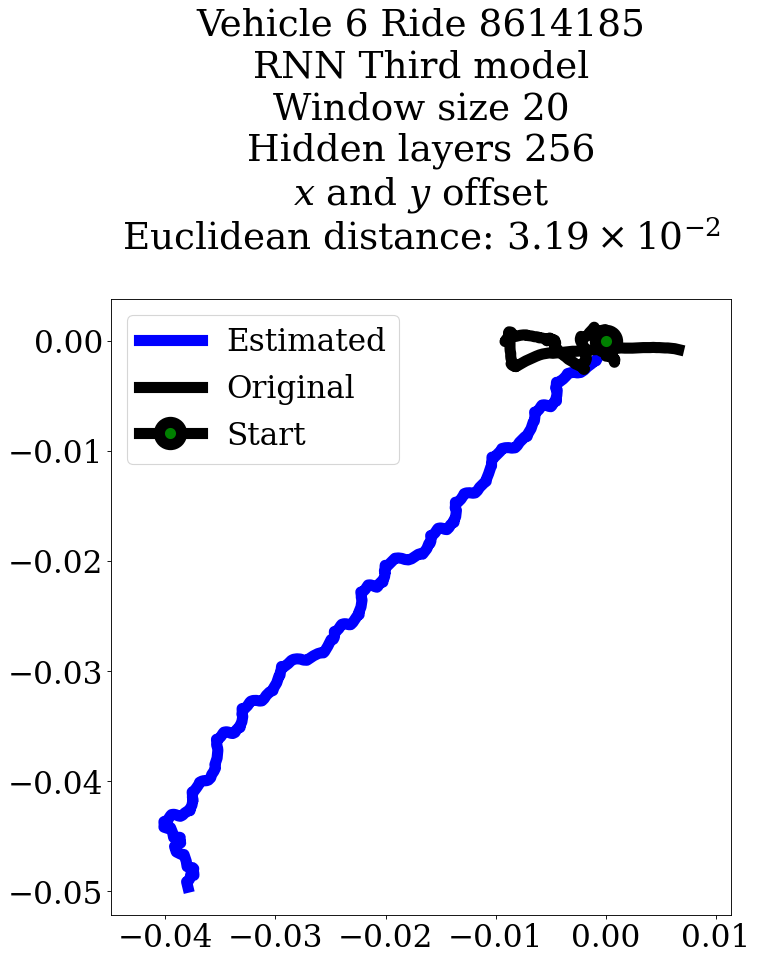 Vehicle 6 Ride 8614185
RNN Third model
Window size 20
Hidden layers 256
x and y offset
Euclidean distance: 3.19 × 10⁻²
Estimated
Original
Start
0.00
−0.01
−0.02
−0.03
−0.04
−0.05
−0.04 −0.03 −0.02 −0.01 0.00 0.01